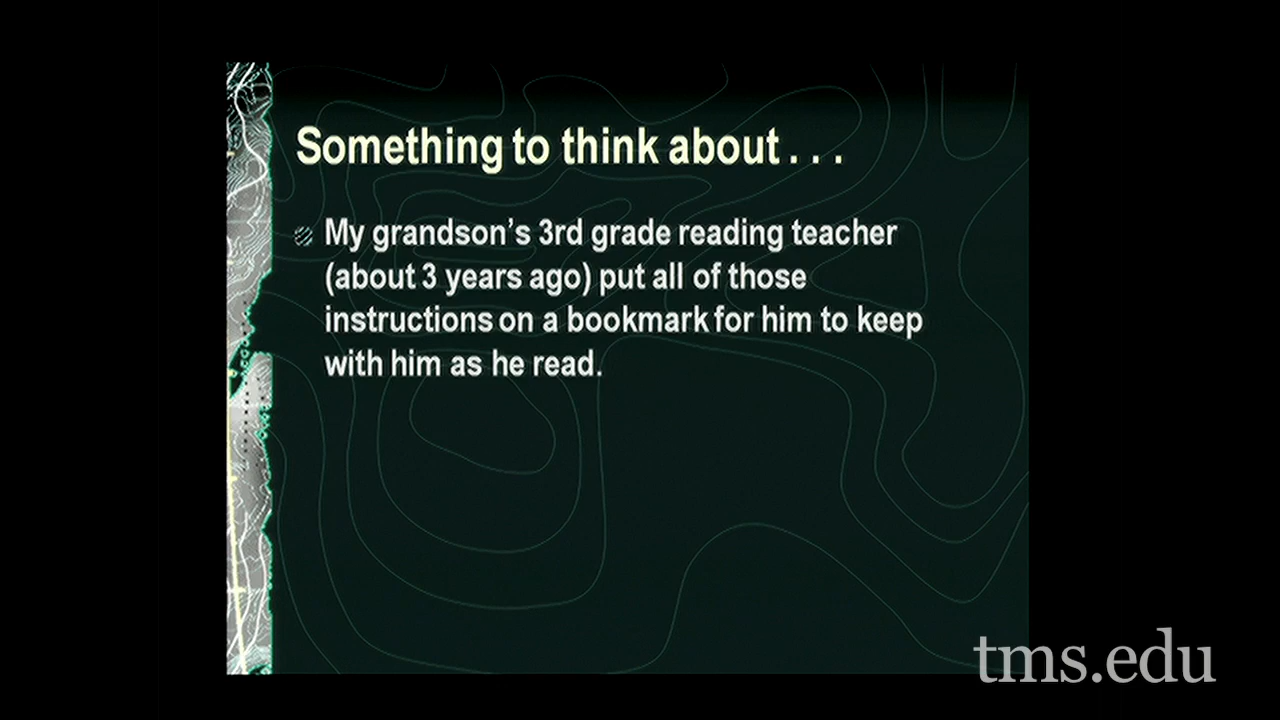 Something to think about . . .
My grandson's 3rd grade reading teacher
(about 3 years ago) put all of those
instructions on a bookmark for him to keep
with him as he read.
tms.edu